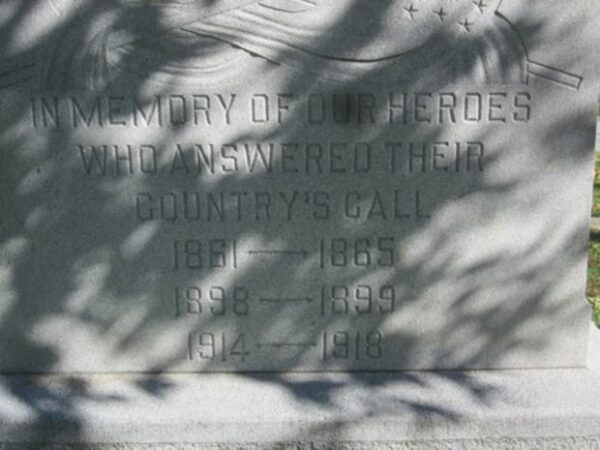 IN MEMORY OF OUR HEROES
WHO ANSWERED THEIR
COUNTRY'S CALL
1861 — 1865
1898 — 1899
1914 — 1918